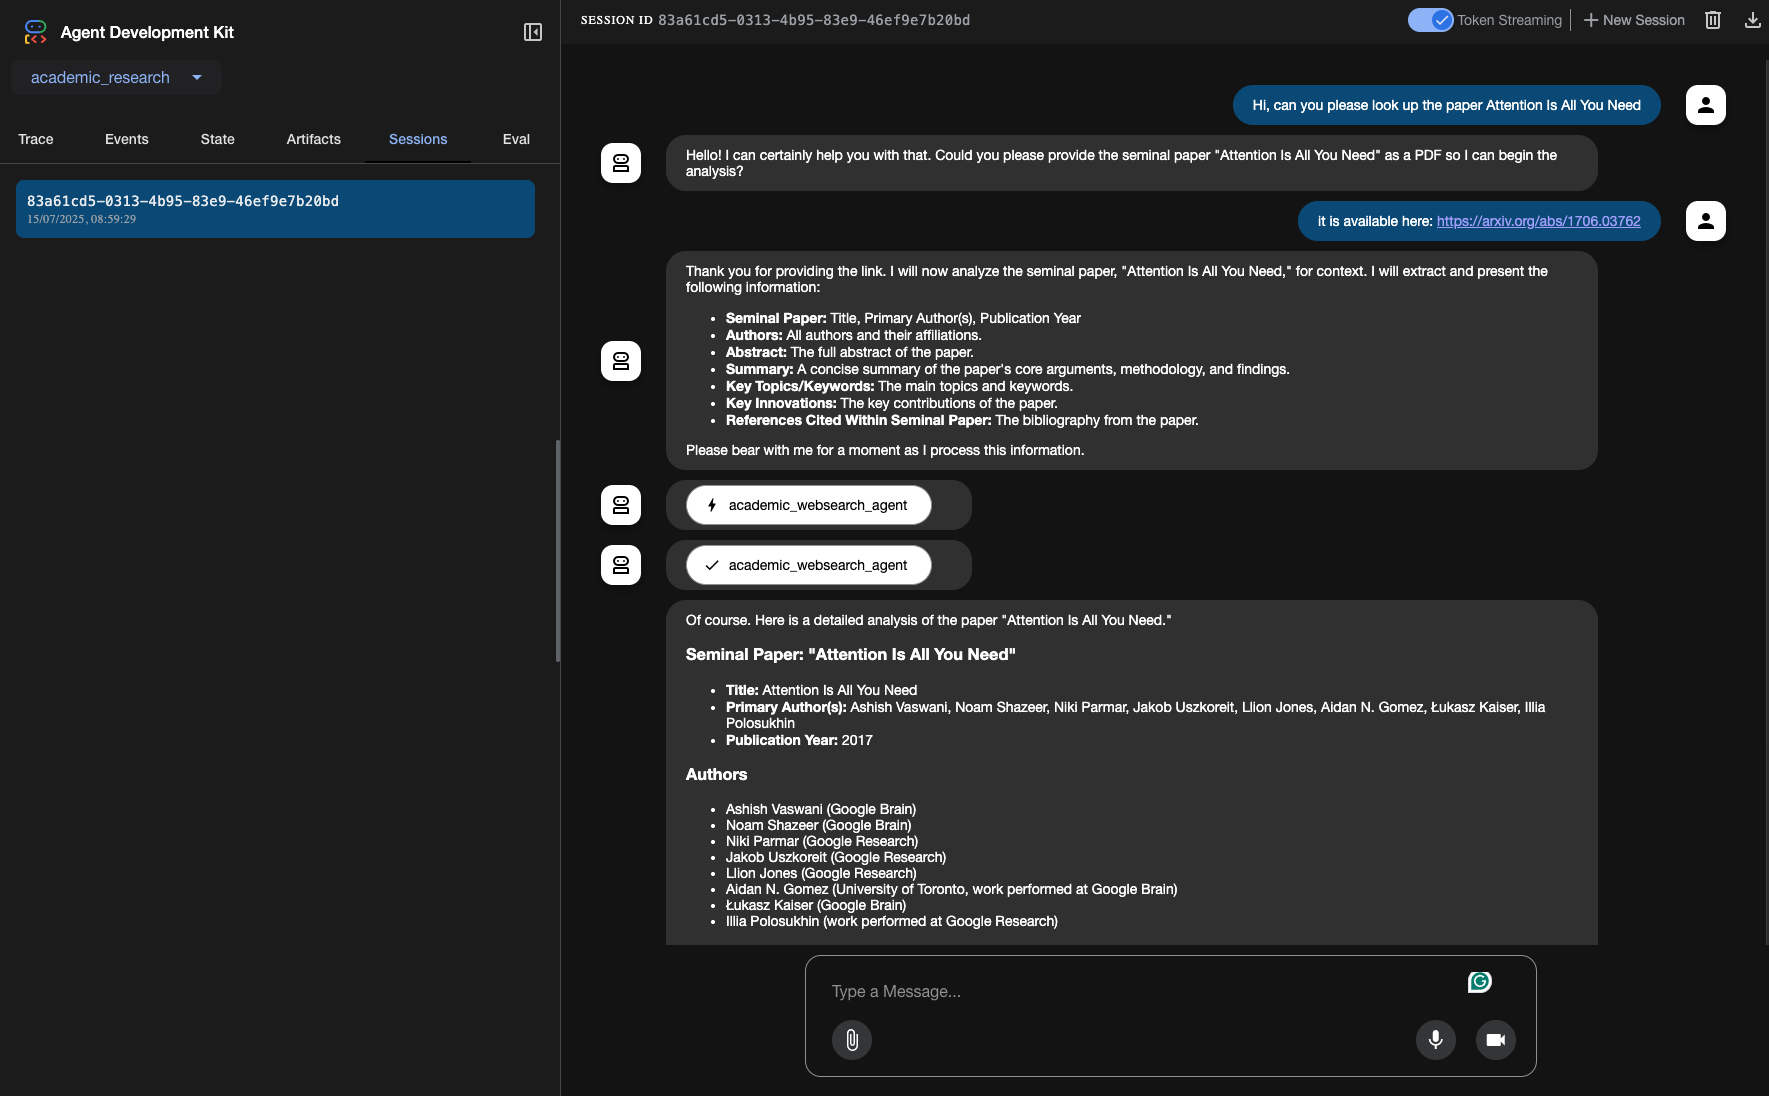 Agent Development Kit
academic_research
Trace
Events
State
Artifacts
Sessions
Eval
83a61cd5-0313-4b95-83e9-46ef9e7b20bd
15/07/2025, 08:59:29
SESSION ID 83a61cd5-0313-4b95-83e9-46ef9e7b20bd
Token Streaming
New Session
Hi, can you please look up the paper Attention Is All You Need
Hello! I can certainly help you with that. Could you please provide the seminal paper "Attention Is All You Need" as a PDF so I can begin the
analysis?
it is available here: https://arxiv.org/abs/1706.03762
Thank you for providing the link. I will now analyze the seminal paper, "Attention Is All You Need," for context. I will extract and present the
following information:
• Seminal Paper: Title, Primary Author(s), Publication Year
• Authors: All authors and their affiliations.
• Abstract: The full abstract of the paper.
• Summary: A concise summary of the paper's core arguments, methodology, and findings.
• Key Topics/Keywords: The main topics and keywords.
• Key Innovations: The key contributions of the paper.
• References Cited Within Seminal Paper: The bibliography from the paper.
Please bear with me for a moment as I process this information.
academic_websearch_agent
academic_websearch_agent
Of course. Here is a detailed analysis of the paper "Attention Is All You Need."
Seminal Paper: "Attention Is All You Need"
• Title: Attention Is All You Need
• Primary Author(s): Ashish Vaswani, Noam Shazeer, Niki Parmar, Jakob Uszkoreit, Llion Jones, Aidan N. Gomez, Łukasz Kaiser, Illia
Polosukhin
• Publication Year: 2017
Authors
• Ashish Vaswani (Google Brain)
• Noam Shazeer (Google Brain)
• Niki Parmar (Google Research)
• Jakob Uszkoreit (Google Research)
• Llion Jones (Google Research)
• Aidan N. Gomez (University of Toronto, work performed at Google Brain)
• Łukasz Kaiser (Google Brain)
• Illia Polosukhin (work performed at Google Research)
Type a Message...